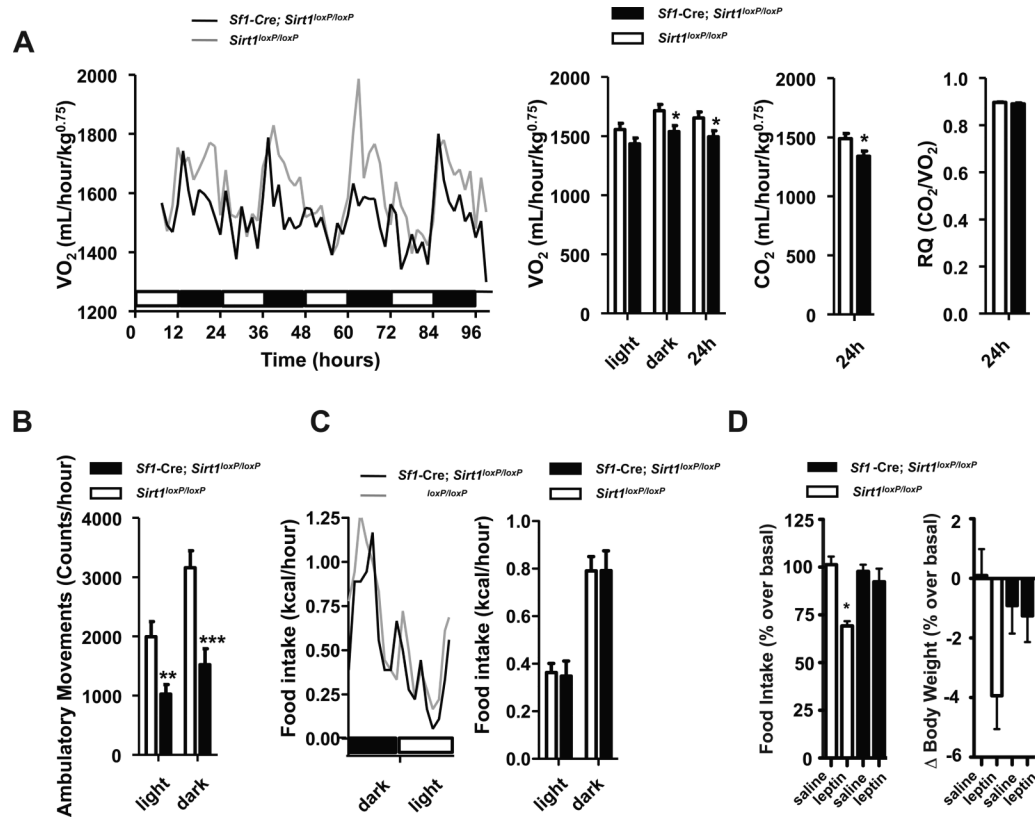 A
Sf1-Cre; Sirt1loxP/loxP
Sirt1loxP/loxP
VO2 (mL/hour/kg0.75)
2000
1800
1600
1400
1200
0 12 24 36 48 60 72 84 96
Time (hours)
Sf1-Cre; Sirt1loxP/loxP
Sirt1loxP/loxP
VO2 (mL/hour/kg0.75)
2000
1500
1000
500
0
* *
light dark 24h
CO2 (mL/hour/kg0.75)
2000
1500
1000
500
0
*
24h
RQ (CO2/VO2)
1.0
0.8
0.6
0.4
0.2
0.0
24h
B
Sf1-Cre; Sirt1loxP/loxP
Sirt1loxP/loxP
Ambulatory Movements (Counts/hour)
4000
3000
2000
1000
0
** ***
light dark
C
Sf1-Cre; Sirt1loxP/loxP
loxP/loxP
Food intake (kcal/hour)
1.25
1.00
0.75
0.50
0.25
0.00
dark light
Sf1-Cre; Sirt1loxP/loxP
Sirt1loxP/loxP
Food intake (kcal/hour)
1.0
0.8
0.6
0.4
0.2
0.0
light dark
D
Sf1-Cre; Sirt1loxP/loxP
Sirt1loxP/loxP
Food Intake (% over basal)
125
100
75
50
25
0
*
saline leptin saline leptin
Δ Body Weight (% over basal)
2
0
-2
-4
-6
saline leptin saline leptin